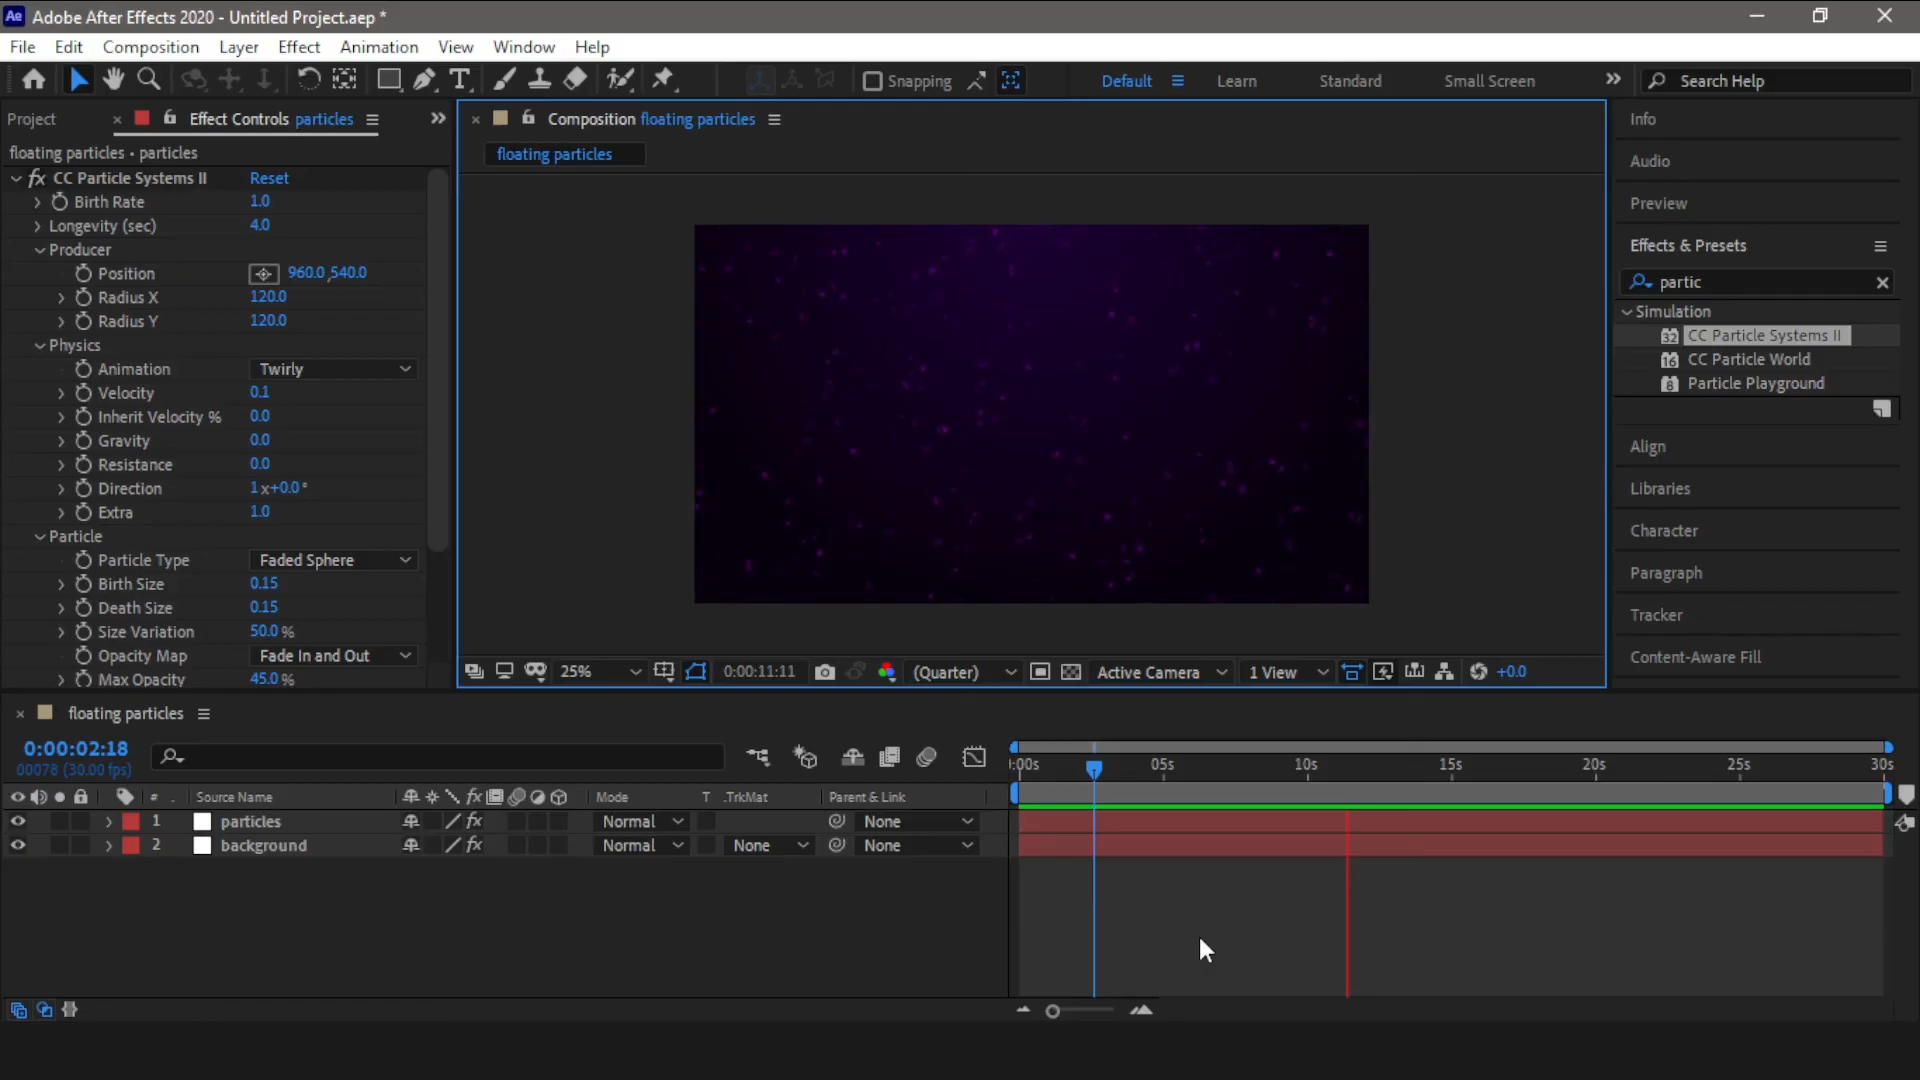 Ae Adobe After Effects 2020 - Untitled Project.aep *
File Edit Composition Layer Effect Animation View Window Help
Snapping Default Learn Standard Small Screen Search Help
Project Effect Controls particles
floating particles • particles
fx CC Particle Systems II Reset
Birth Rate 1.0
Longevity (sec) 4.0
Producer
Position 960.0,540.0
Radius X 120.0
Radius Y 120.0
Physics
Animation Twirly
Velocity 0.1
Inherit Velocity % 0.0
Gravity 0.0
Resistance 0.0
Direction 1x+0.0°
Extra 1.0
Particle
Particle Type Faded Sphere
Birth Size 0.15
Death Size 0.15
Size Variation 50.0 %
Opacity Map Fade In and Out
Max Opacity 45.0 %
Composition floating particles
floating particles
25% 0:00:11:11 (Quarter) Active Camera 1 View +0.0
Info
Audio
Preview
Effects & Presets
partic
Simulation
32 CC Particle Systems II
16 CC Particle World
8 Particle Playground
Align
Libraries
Character
Paragraph
Tracker
Content-Aware Fill
floating particles
0:00:02:18
00078 (30.00 fps)
# . Source Name fx Mode T .TrkMat Parent & Link
1 particles fx Normal None
2 background fx Normal None None
):00s 05s 10s 15s 20s 25s 30s